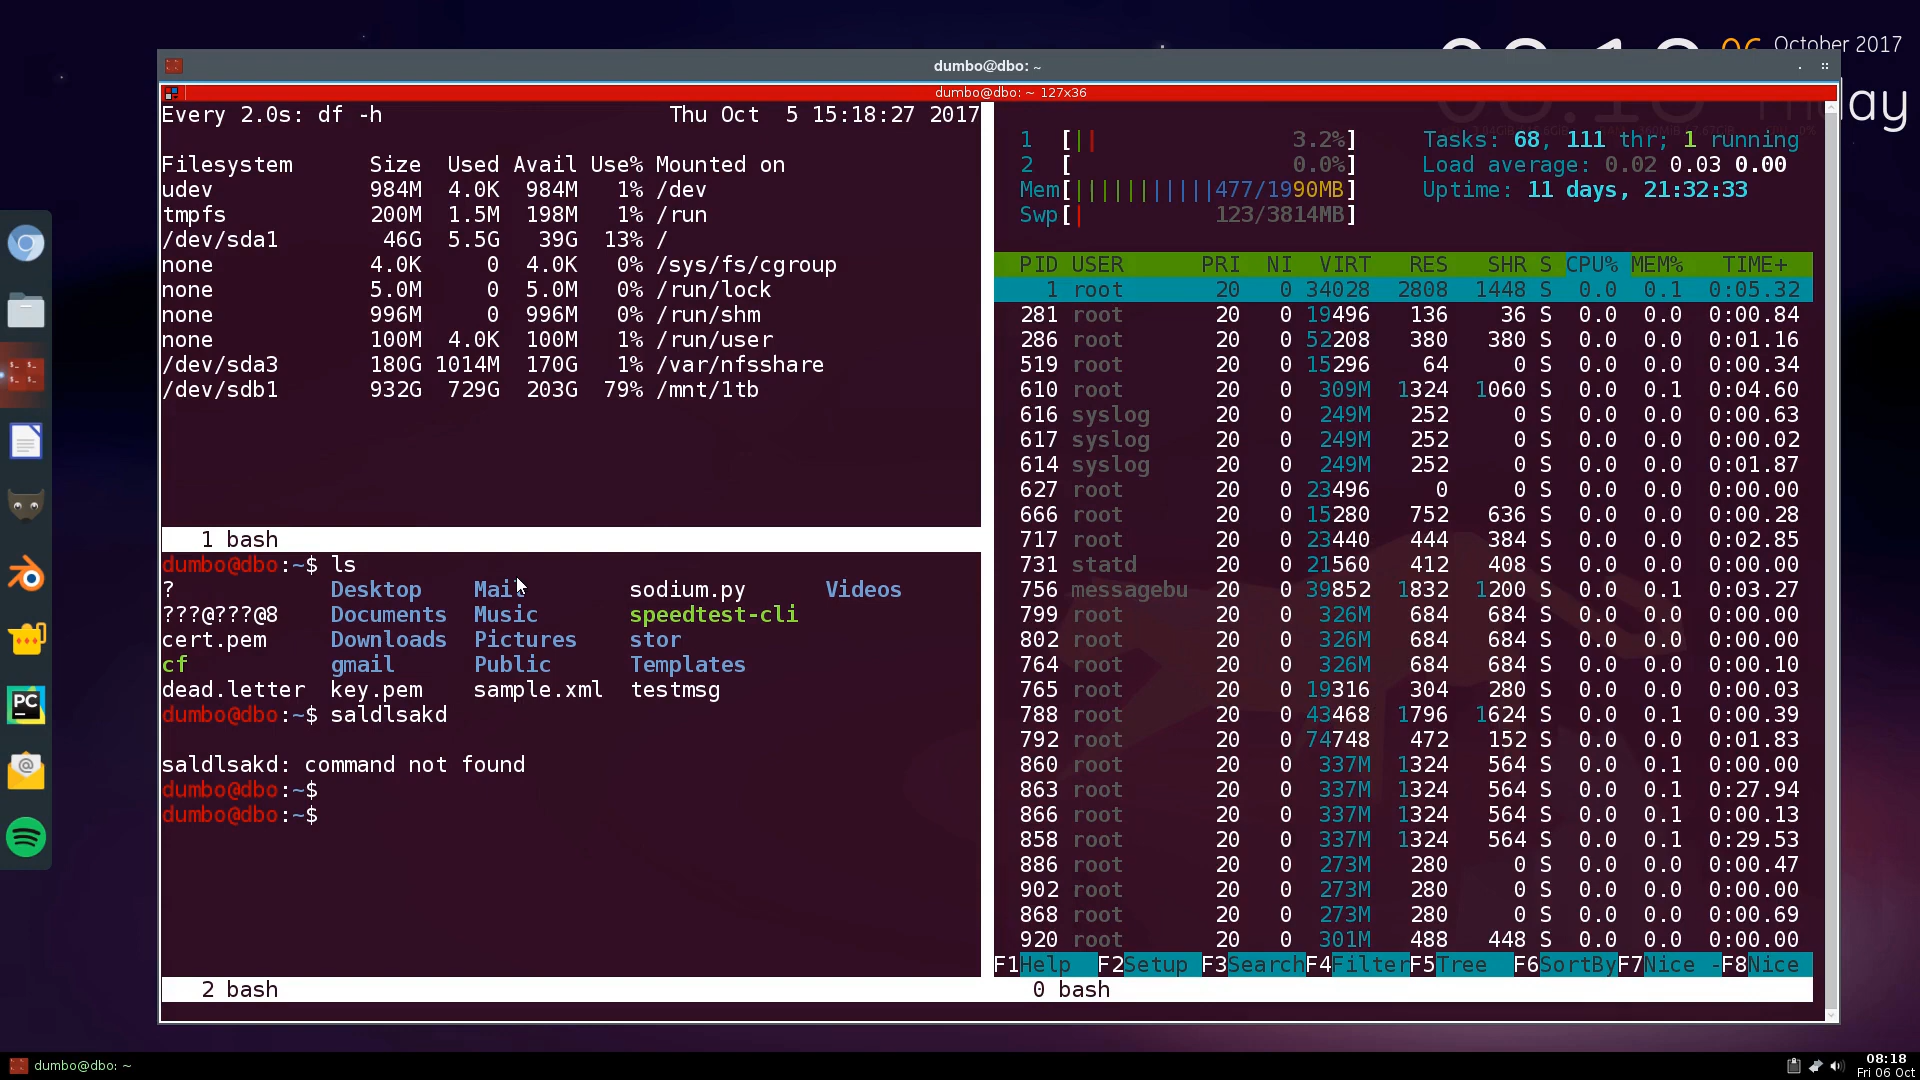 October 2017
dumbo@dbo: ~
dumbo@dbo: ~ 127x36
Every 2.0s: df -h Thu Oct  5 15:18:27 2017
Filesystem Size Used Avail Use% Mounted on
udev 984M 4.0K 984M 1% /dev
tmpfs 200M 1.5M 198M 1% /run
/dev/sda1 46G 5.5G 39G 13% /
none 4.0K 0 4.0K 0% /sys/fs/cgroup
none 5.0M 0 5.0M 0% /run/lock
none 996M 0 996M 0% /run/shm
none 100M 4.0K 100M 1% /run/user
/dev/sda3 180G 1014M 170G 1% /var/nfsshare
/dev/sdb1 932G 729G 203G 79% /mnt/1tb
1 bash
dumbo@dbo:~$ ls
? Desktop Mail sodium.py Videos
???@???@8 Documents Music speedtest-cli
cert.pem Downloads Pictures stor
cf gmail Public Templates
dead.letter key.pem sample.xml testmsg
dumbo@dbo:~$ saldlsakd
saldlsakd: command not found
dumbo@dbo:~$
dumbo@dbo:~$
2 bash
1 [|| 3.2%]
2 [ 0.0%]
Mem[|||||||||||477/1990MB]
Swp[| 123/3814MB]
Tasks: 68, 111 thr; 1 running
Load average: 0.02 0.03 0.00
Uptime: 11 days, 21:32:33
PID USER PRI NI VIRT RES SHR S CPU% MEM% TIME+
1 root 20 0 34028 2808 1448 S 0.0 0.1 0:05.32
281 root 20 0 19496 136 36 S 0.0 0.0 0:00.84
286 root 20 0 52208 380 380 S 0.0 0.0 0:01.16
519 root 20 0 15296 64 0 S 0.0 0.0 0:00.34
610 root 20 0 309M 1324 1060 S 0.0 0.1 0:04.60
616 syslog 20 0 249M 252 0 S 0.0 0.0 0:00.63
617 syslog 20 0 249M 252 0 S 0.0 0.0 0:00.02
614 syslog 20 0 249M 252 0 S 0.0 0.0 0:01.87
627 root 20 0 23496 0 0 S 0.0 0.0 0:00.00
666 root 20 0 15280 752 636 S 0.0 0.0 0:00.28
717 root 20 0 23440 444 384 S 0.0 0.0 0:02.85
731 statd 20 0 21560 412 408 S 0.0 0.0 0:00.00
756 messagebu 20 0 39852 1832 1200 S 0.0 0.1 0:03.27
799 root 20 0 326M 684 684 S 0.0 0.0 0:00.00
802 root 20 0 326M 684 684 S 0.0 0.0 0:00.00
764 root 20 0 326M 684 684 S 0.0 0.0 0:00.10
765 root 20 0 19316 304 280 S 0.0 0.0 0:00.03
788 root 20 0 43468 1796 1624 S 0.0 0.1 0:00.39
792 root 20 0 74748 472 152 S 0.0 0.0 0:01.83
860 root 20 0 337M 1324 564 S 0.0 0.1 0:00.00
863 root 20 0 337M 1324 564 S 0.0 0.1 0:27.94
866 root 20 0 337M 1324 564 S 0.0 0.1 0:00.13
858 root 20 0 337M 1324 564 S 0.0 0.1 0:29.53
886 root 20 0 273M 280 0 S 0.0 0.0 0:00.47
902 root 20 0 273M 280 0 S 0.0 0.0 0:00.00
868 root 20 0 273M 280 0 S 0.0 0.0 0:00.69
920 root 20 0 301M 488 448 S 0.0 0.0 0:00.00
F1Help F2Setup F3SearchF4FilterF5Tree F6SortByF7Nice -F8Nice
0 bash
PC
dumbo@dbo: ~
08:18
Fri 06 Oct